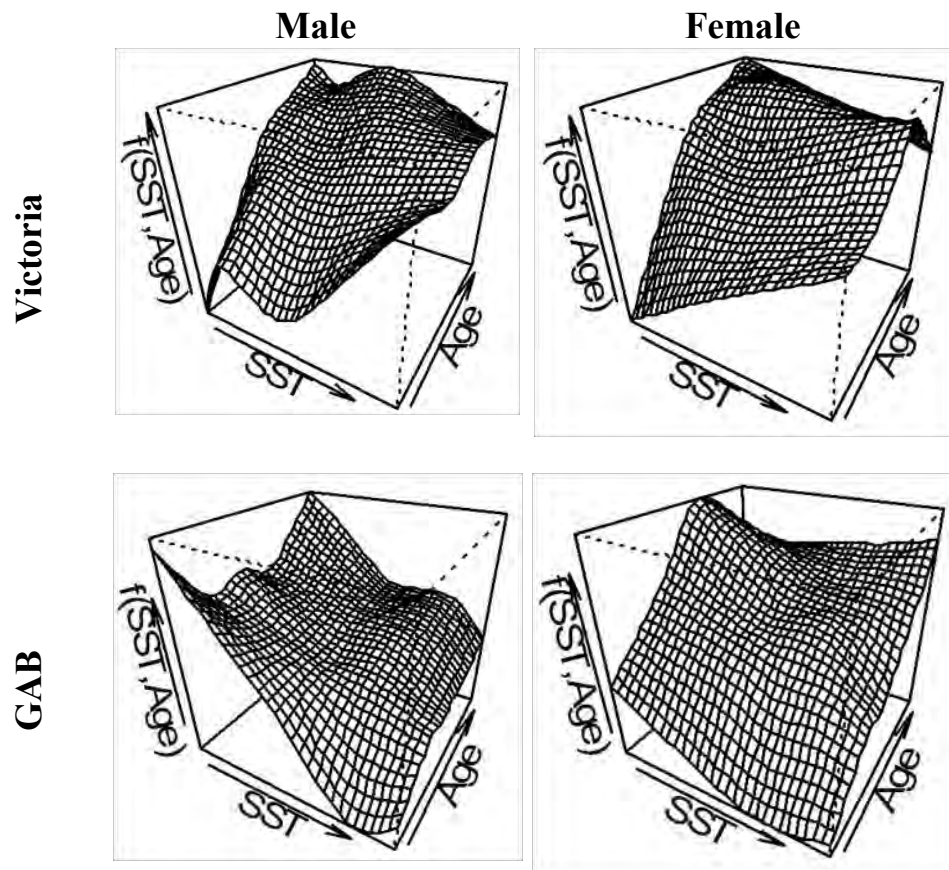 Male Female
Victoria
f(SST,Age)
SST
Age
f(SST,Age)
SST
Age
GAB
f(SST,Age)
SST
Age
f(SST,Age)
SST
Age